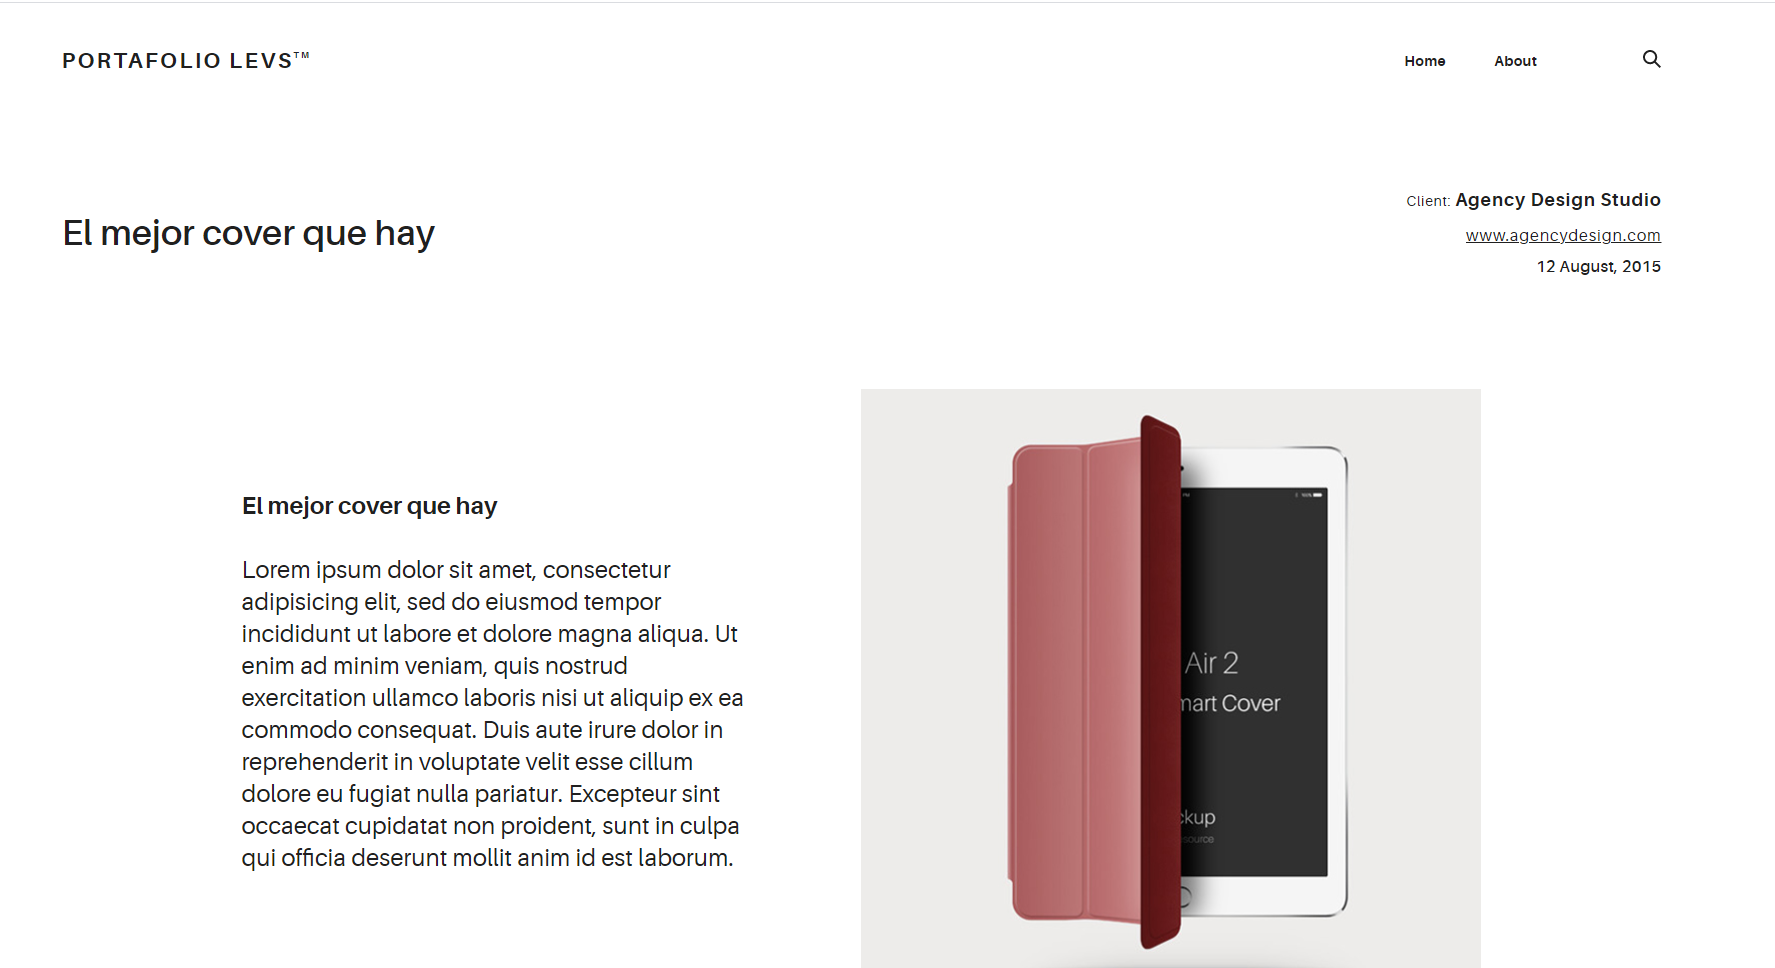 PORTAFOLIO LEVS™
Home About
El mejor cover que hay
Client: Agency Design Studio
www.agencydesign.com
12 August, 2015
El mejor cover que hay
Lorem ipsum dolor sit amet, consectetur
adipisicing elit, sed do eiusmod tempor
incididunt ut labore et dolore magna aliqua. Ut
enim ad minim veniam, quis nostrud
exercitation ullamco laboris nisi ut aliquip ex ea
commodo consequat. Duis aute irure dolor in
reprehenderit in voluptate velit esse cillum
dolore eu fugiat nulla pariatur. Excepteur sint
occaecat cupidatat non proident, sunt in culpa
qui officia deserunt mollit anim id est laborum.
PM 100%
Air 2
mart Cover
ckup
source